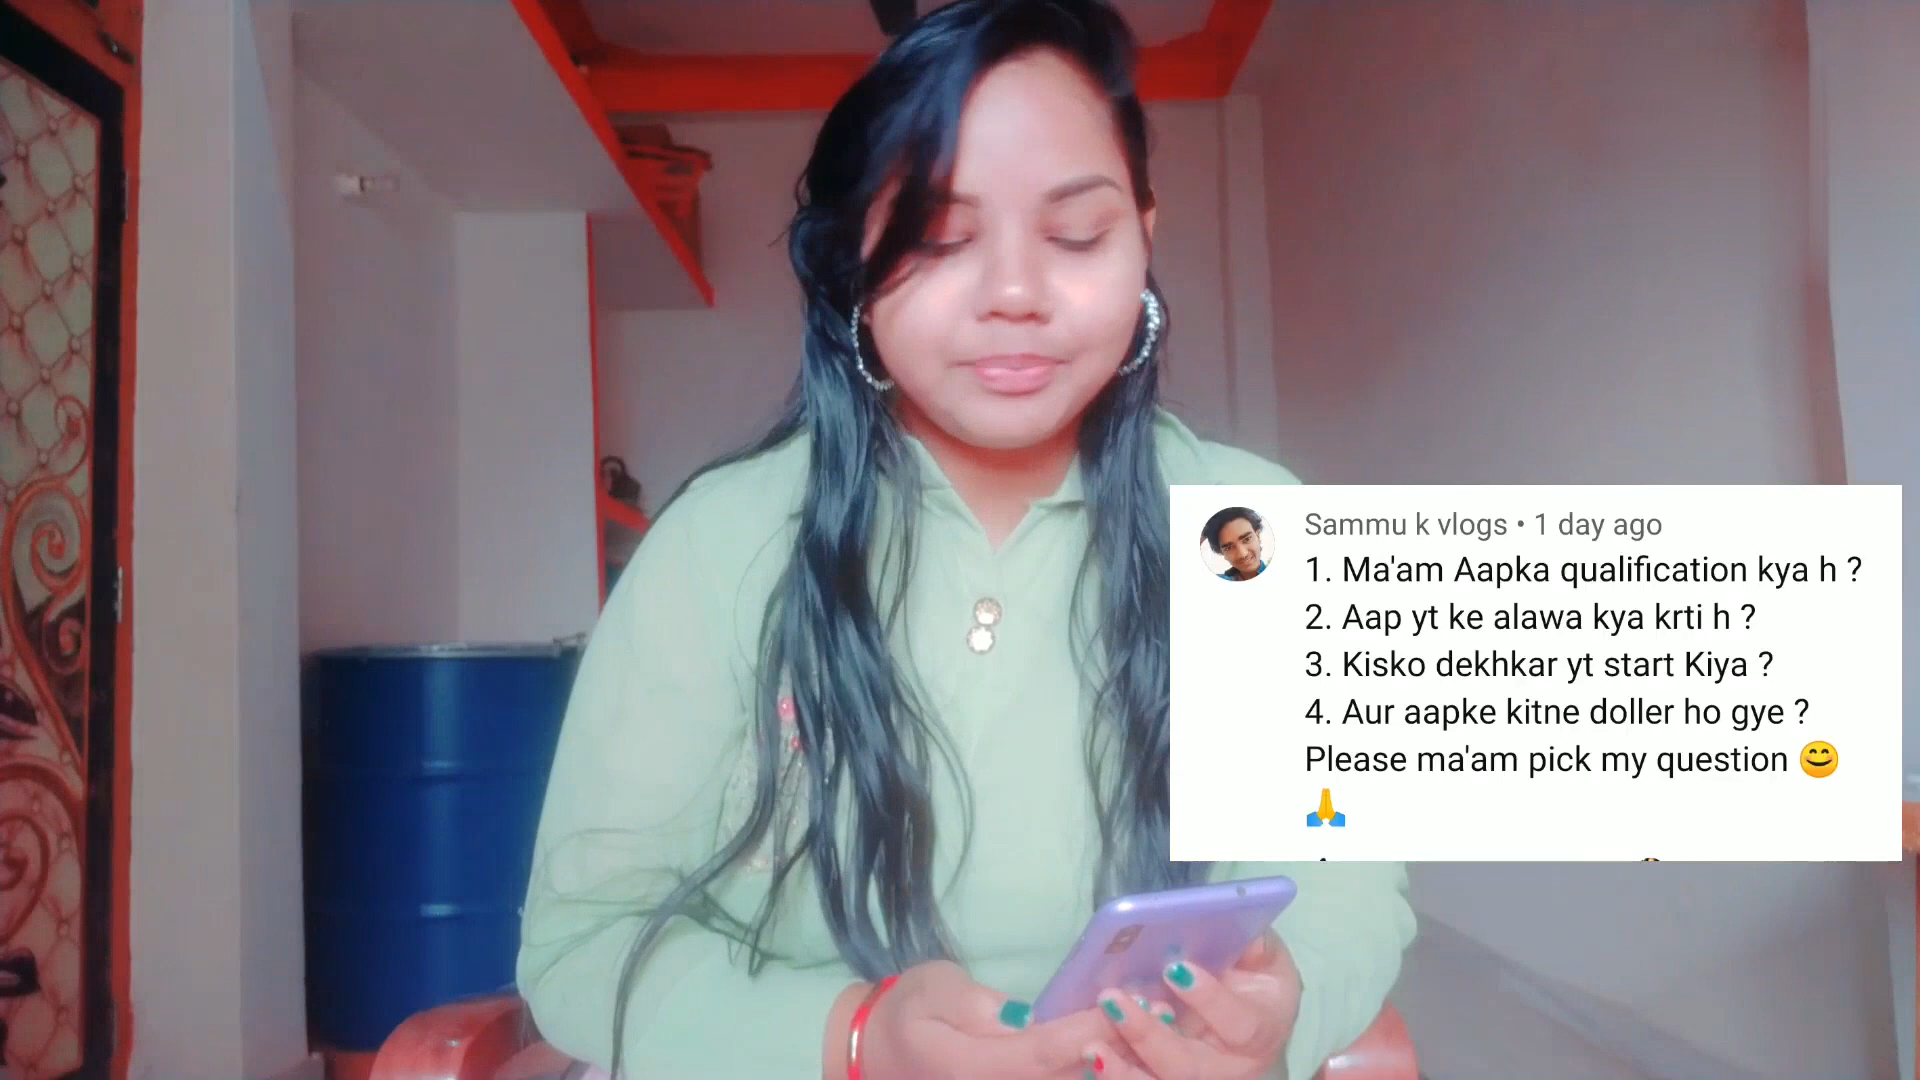 Sammu k vlogs • 1 day ago
1. Ma'am Aapka qualification kya h ?
2. Aap yt ke alawa kya krti h ?
3. Kisko dekhkar yt start Kiya ?
4. Aur aapke kitne doller ho gye ?
Please ma'am pick my question 😊
🙏